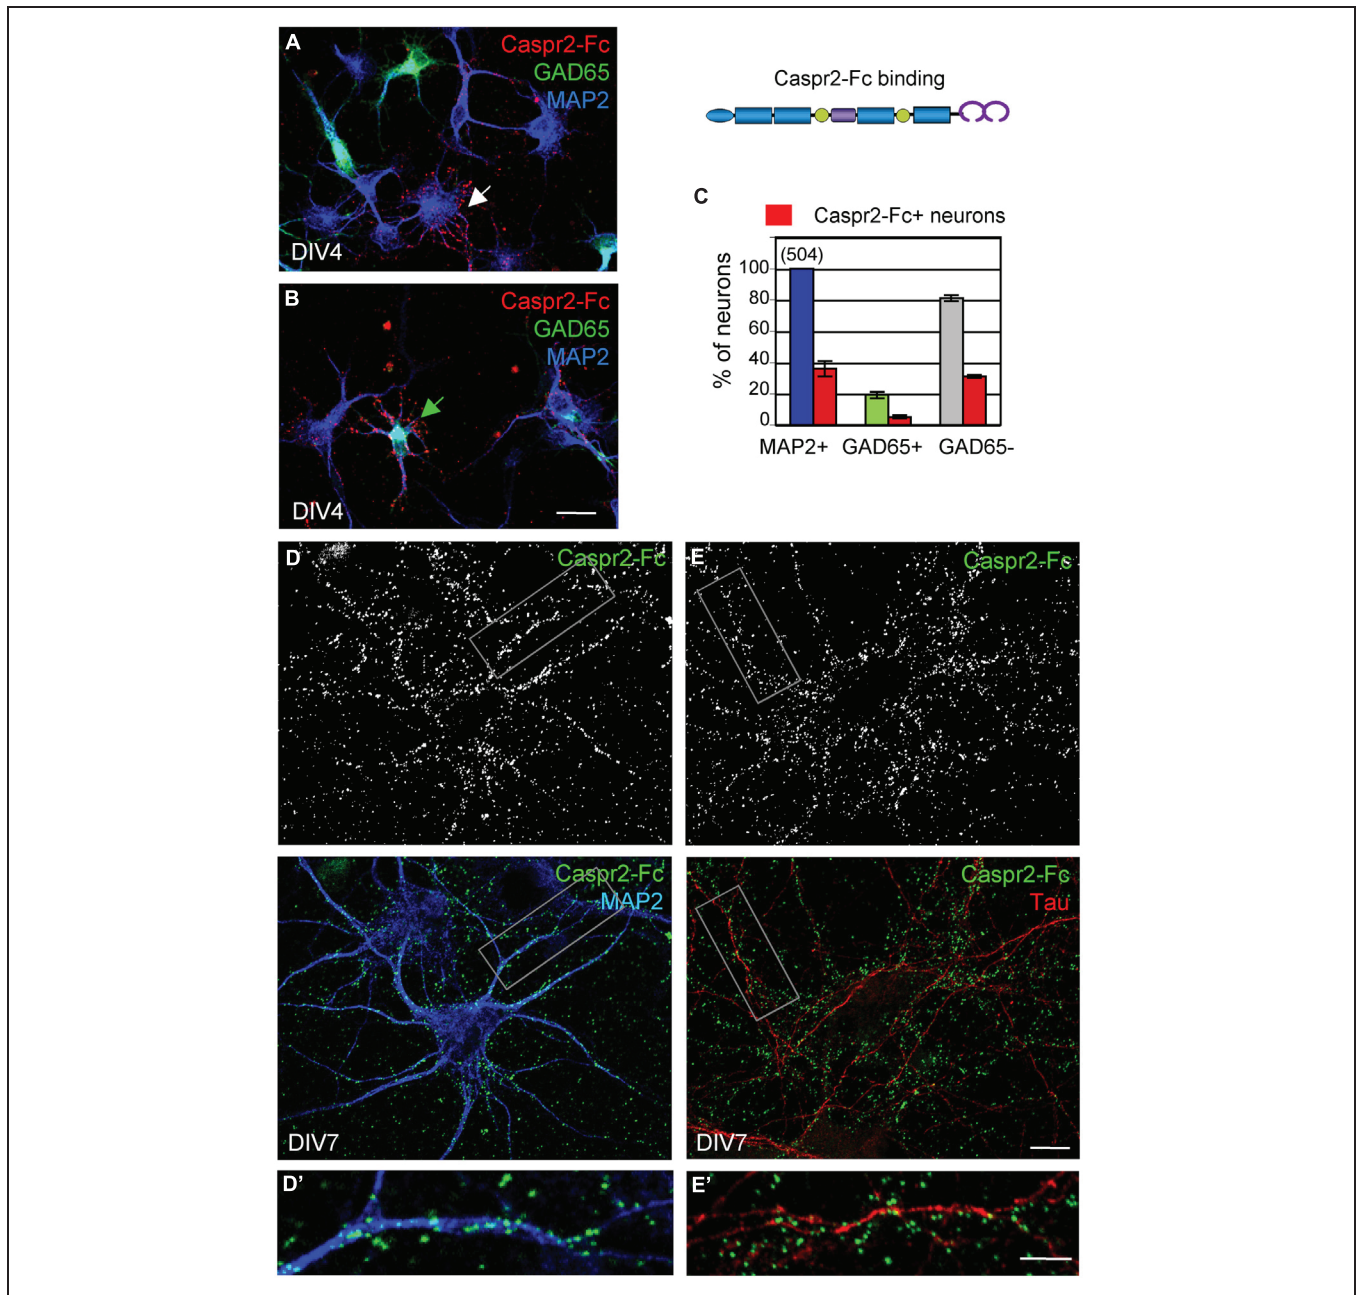 A
Caspr2-Fc
GAD65
MAP2
DIV4
B
Caspr2-Fc
GAD65
MAP2
DIV4
Caspr2-Fc binding
C
Caspr2-Fc+ neurons
(504)
% of neurons
100
80
60
40
20
0
MAP2+ GAD65+ GAD65-
D
Caspr2-Fc
E
Caspr2-Fc
Caspr2-Fc
MAP2
DIV7
Caspr2-Fc
Tau
DIV7
D’
E’